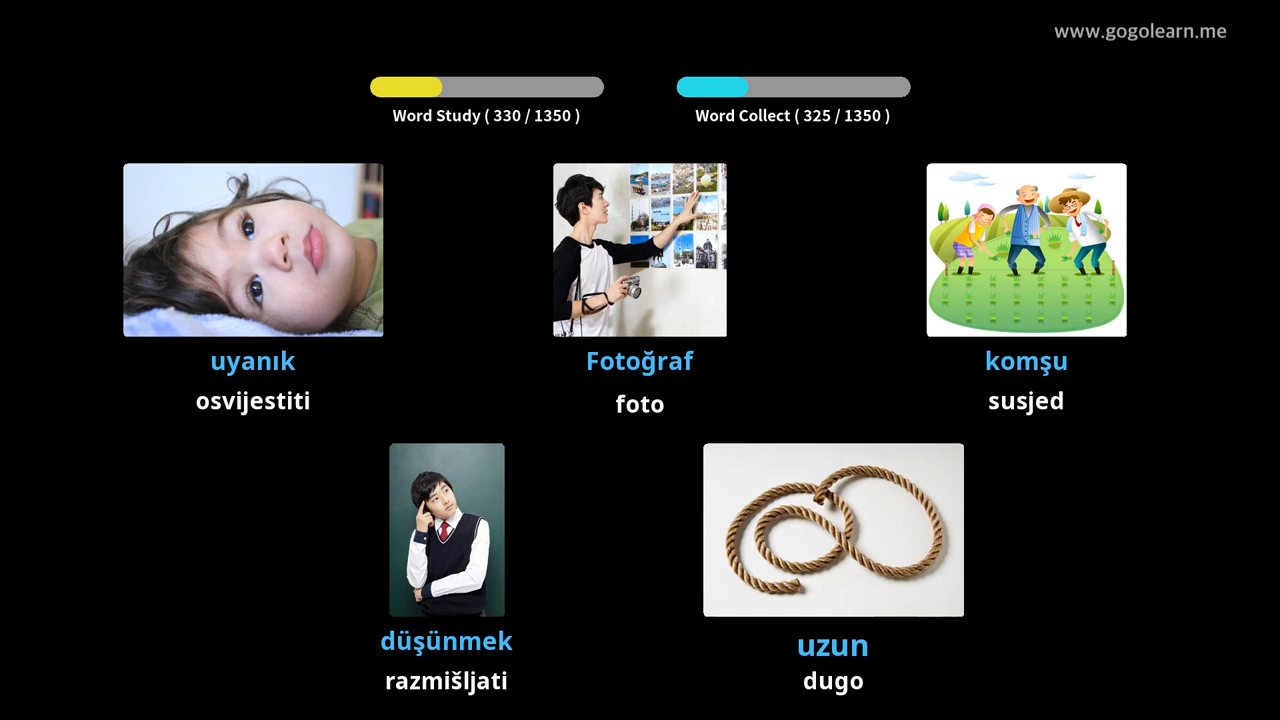 www.gogolearn.me
Word Study ( 330 / 1350 )
Word Collect ( 325 / 1350 )
uyanık
osvijestiti
Fotoğraf
foto
komşu
susjed
düşünmek
razmišljati
uzun
dugo